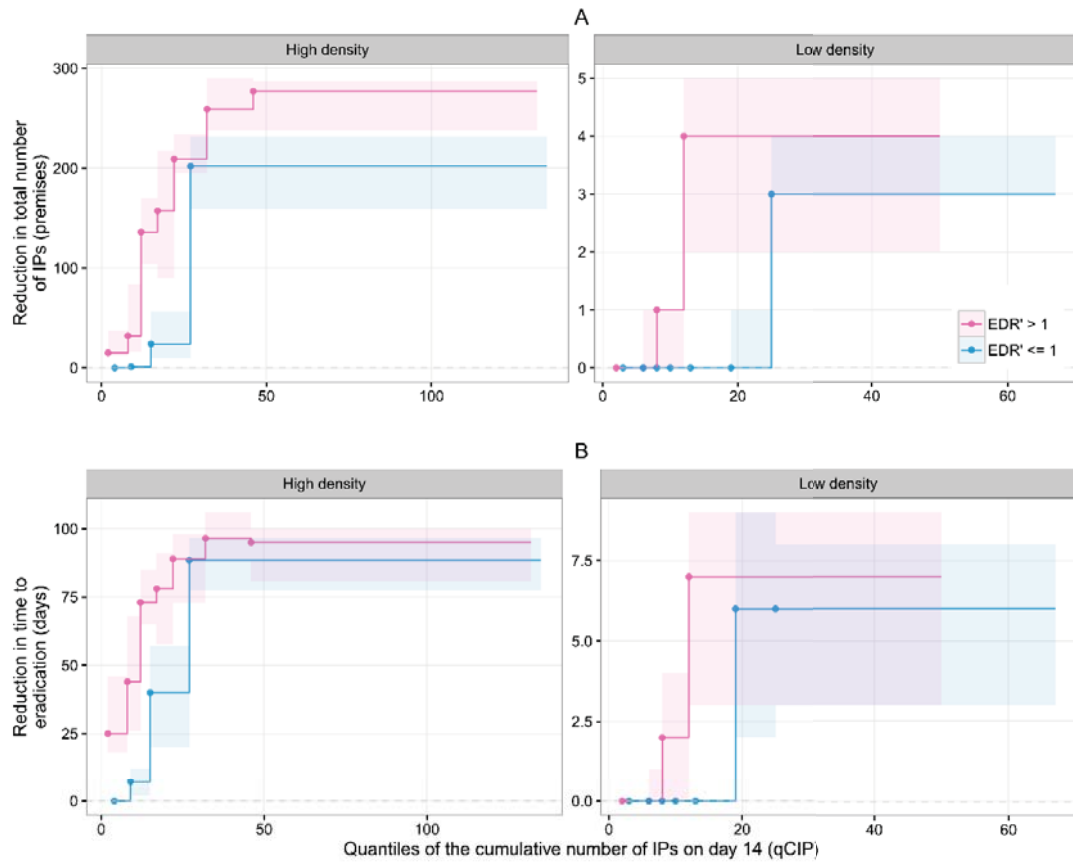 A
High density
Low density
Reduction in total number
of IPs (premises)
300
200
100
0
0
50
100
5
4
3
2
1
0
0
20
40
60
EDR' > 1
EDR' <= 1
B
High density
Low density
Reduction in time to
eradication (days)
100
75
50
25
0
0
50
100
7.5
5.0
2.5
0.0
0
20
40
60
Quantiles of the cumulative number of IPs on day 14 (qCIP)